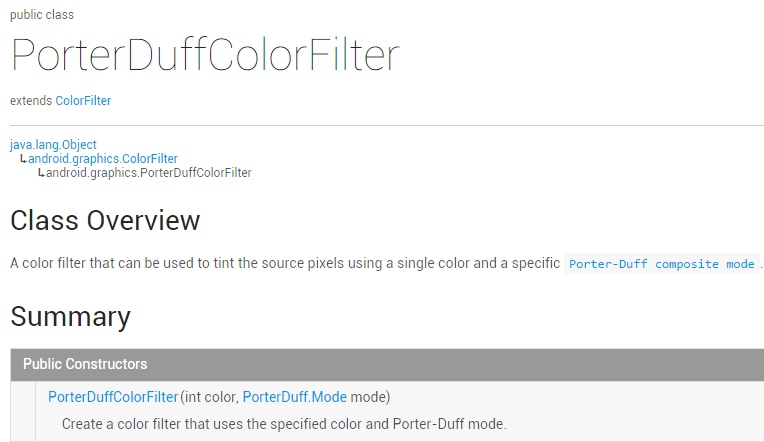 public class
PorterDuffColorFilter
extends ColorFilter
java.lang.Object
↳android.graphics.ColorFilter
↳android.graphics.PorterDuffColorFilter
Class Overview
A color filter that can be used to tint the source pixels using a single color and a specific Porter-Duff composite mode.
Summary
Public Constructors
PorterDuffColorFilter(int color, PorterDuff.Mode mode)
Create a color filter that uses the specified color and Porter-Duff mode.